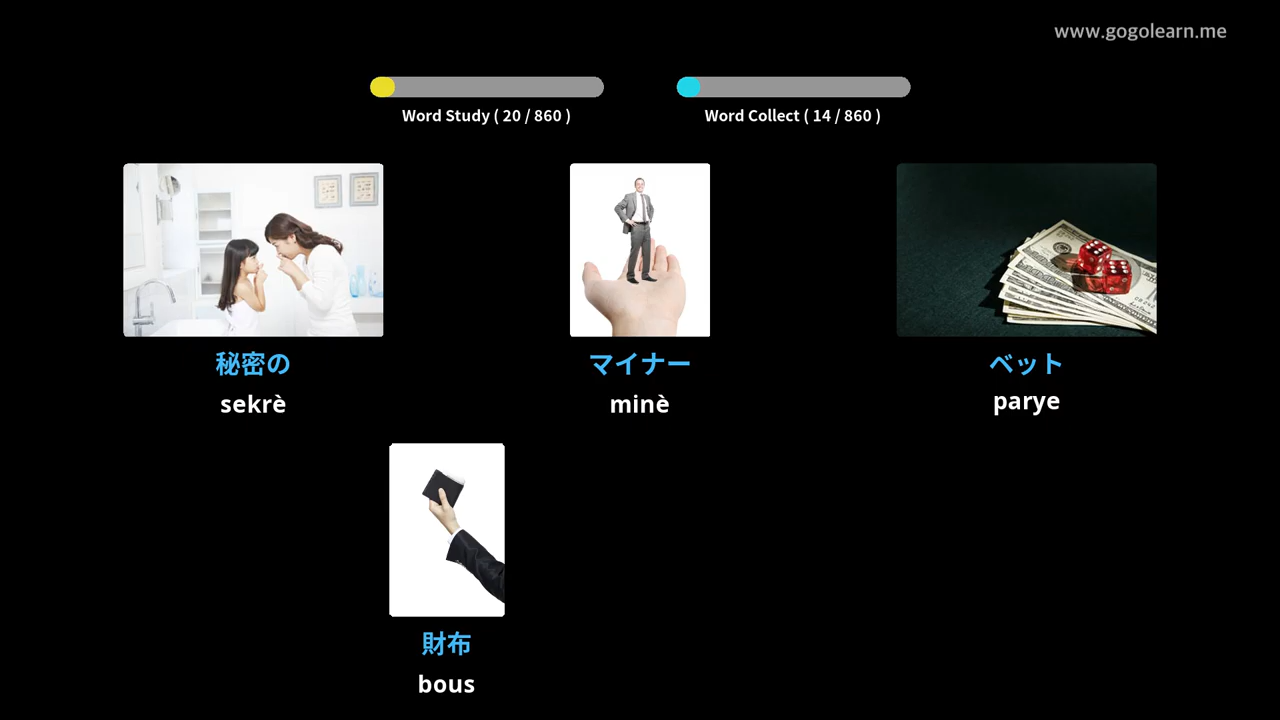 www.gogolearn.me
Word Study ( 20 / 860 )
Word Collect ( 14 / 860 )
秘密の
sekrè
マイナー
minè
ベット
parye
財布
bous